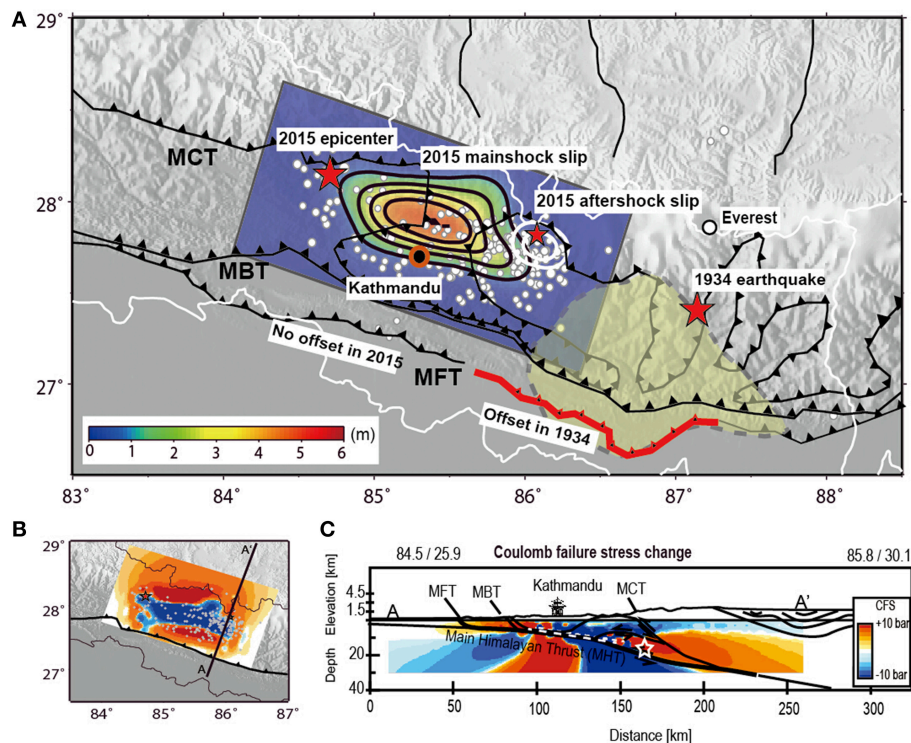 A
29°
28°
27°
MCT
2015 epicenter
2015 mainshock slip
2015 aftershock slip
Everest
1934 earthquake
Kathmandu
MBT
No offset in 2015
MFT
Offset in 1934
(m)
0 1 2 3 4 5 6
83° 84° 85° 86° 87° 88°
B
29°
28°
27°
A'
A
84° 85° 86° 87°
C
84.5 / 25.9 Coulomb failure stress change 85.8 / 30.1
Elevation [km]
4.5
1.5
Depth [km]
20
40
MFT MBT Kathmandu MCT
A A'
Main Himalayan Thrust (MHT)
CFS
+10 bar
-10 bar
0 50 100 150 200 250 300
Distance [km]